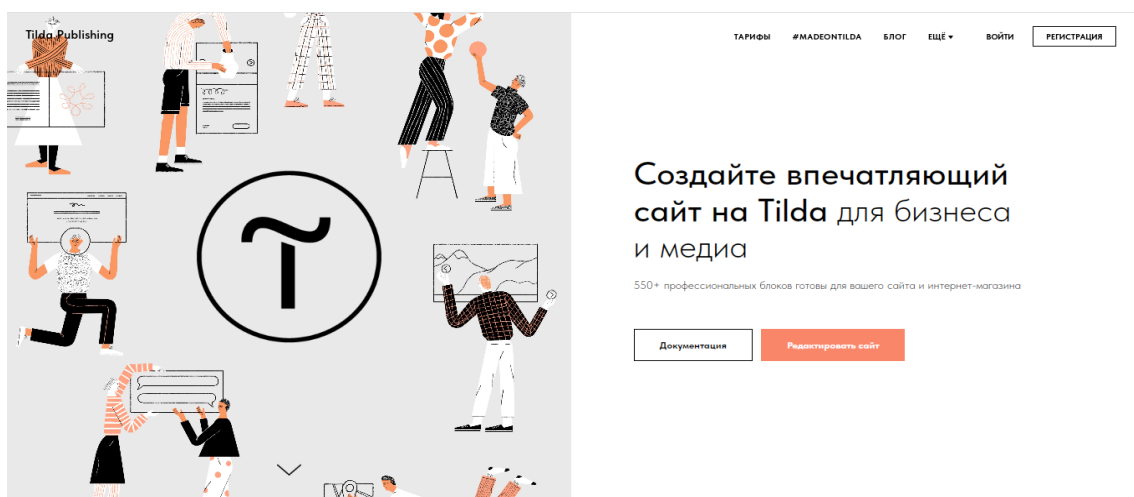 Tilda Publishing
ТАРИФЫ #MADEONTILDA БЛОГ ЕЩЁ ▾ ВОЙТИ РЕГИСТРАЦИЯ
Создайте впечатляющий
сайт на Tilda для бизнеса
и медиа
550+ профессиональных блоков готовы для вашего сайта и интернет-магазина
Документация Редактировать сайт